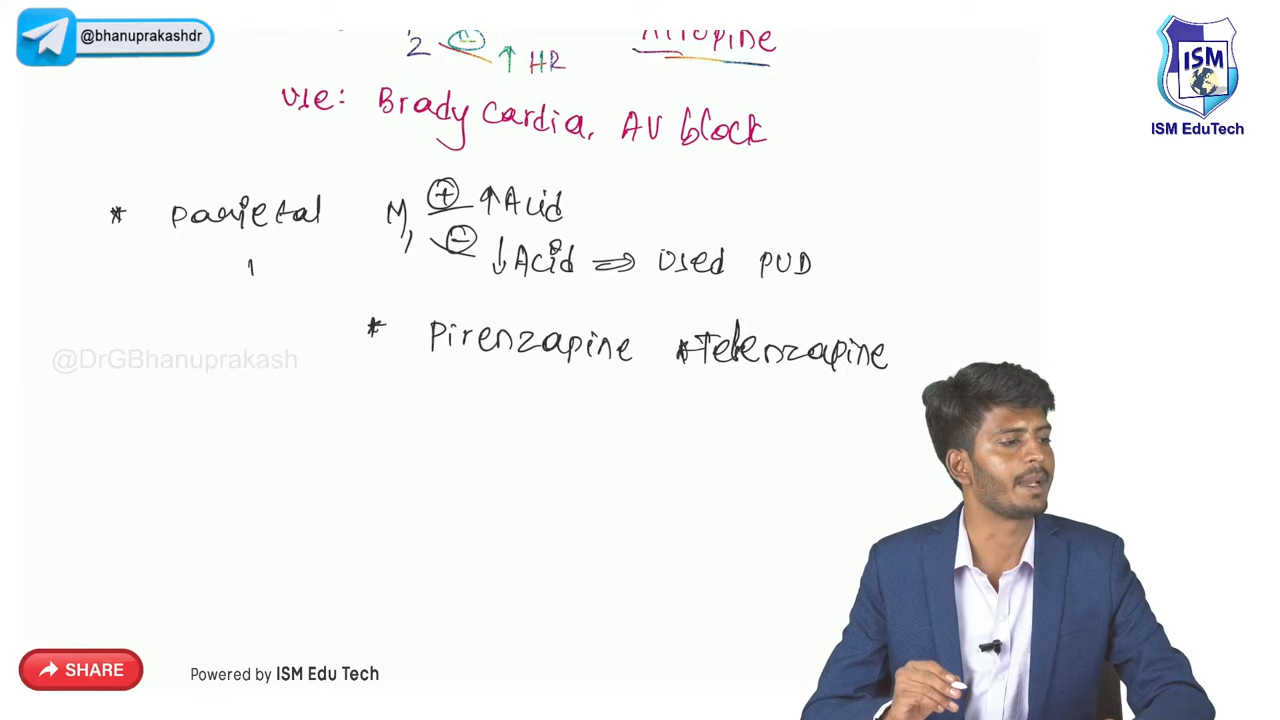 @bhanuprakashdr
2 ⊖ ↑ HR Atropine
ISM
ISM EduTech
use: Brady cardia, AV block
* Parietal M1 ⊕ ↑Acid
⊖ ↓Acid ⇒ used PUD
* Pirenzapine *Telenzapine
@DrGBhanuprakash
SHARE
Powered by ISM Edu Tech